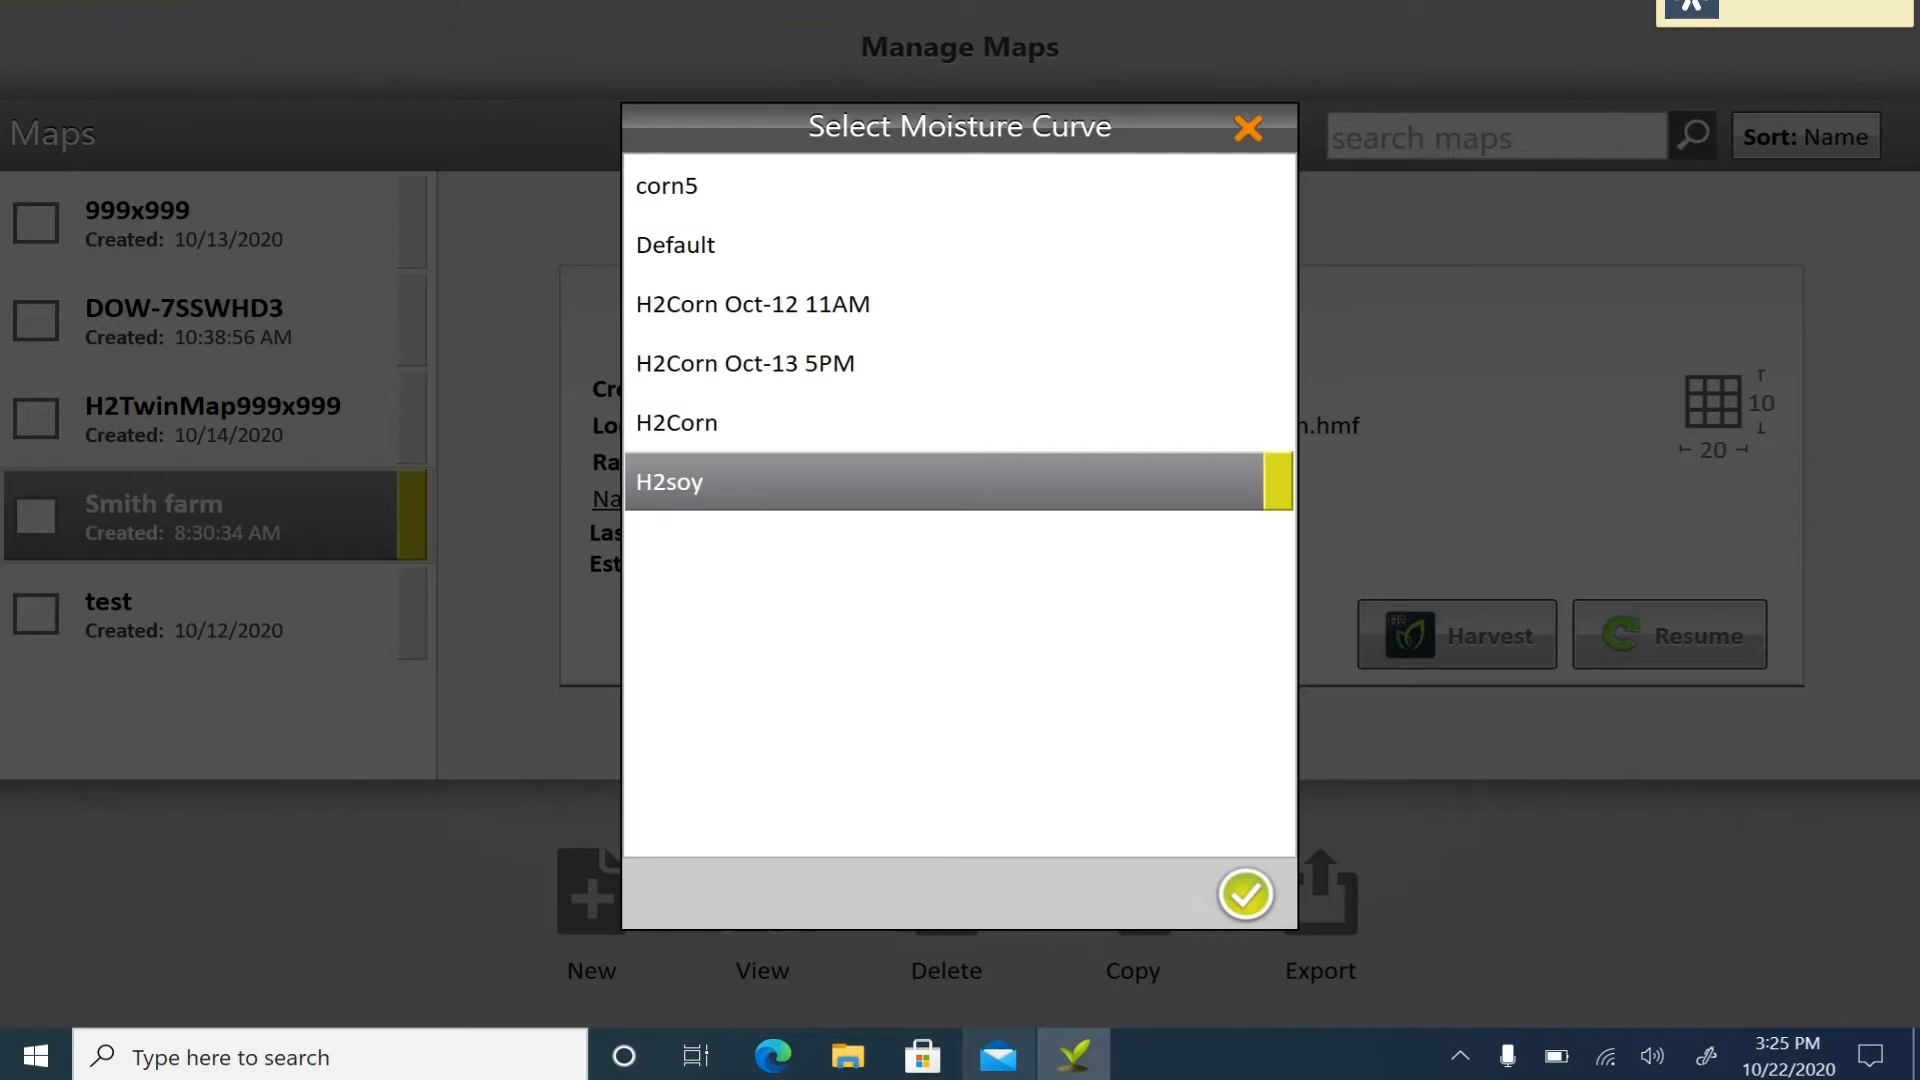 Manage Maps
Maps
search maps
Sort: Name
999x999
Created: 10/13/2020
DOW-7SSWHD3
Created: 10:38:56 AM
H2TwinMap999x999
Created: 10/14/2020
Smith farm
Created: 8:30:34 AM
test
Created: 10/12/2020
Select Moisture Curve
corn5
Default
H2Corn Oct-12 11AM
H2Corn Oct-13 5PM
H2Corn
H2soy
n.hmf
10
20
Harvest
Resume
New
View
Delete
Copy
Export
Type here to search
3:25 PM
10/22/2020